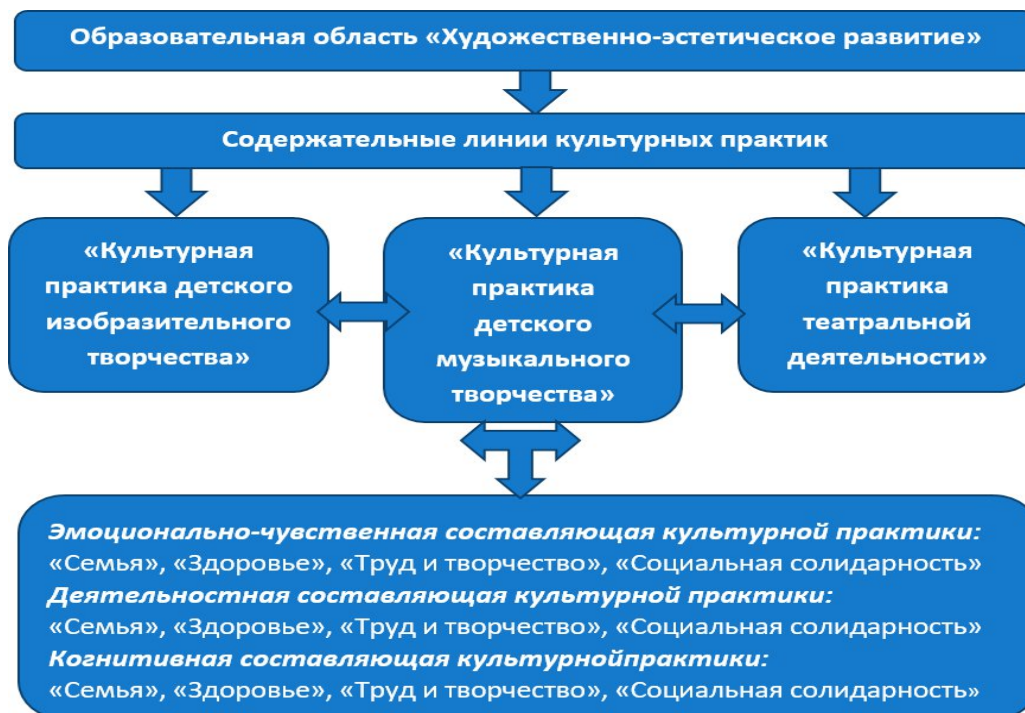 Образовательная область «Художественно-эстетическое развитие»
Содержательные линии культурных практик
«Культурная
практика детского
изобразительного
творчества»
«Культурная
практика
детского
музыкального
творчества»
«Культурная
практика
театральной
деятельности»
Эмоционально-чувственная составляющая культурной практики:
«Семья», «Здоровье», «Труд и творчество», «Социальная солидарность»
Деятельностная составляющая культурной практики:
«Семья», «Здоровье», «Труд и творчество», «Социальная солидарность»
Когнитивная составляющая культурнойпрактики:
«Семья», «Здоровье», «Труд и творчество», «Социальная солидарность»